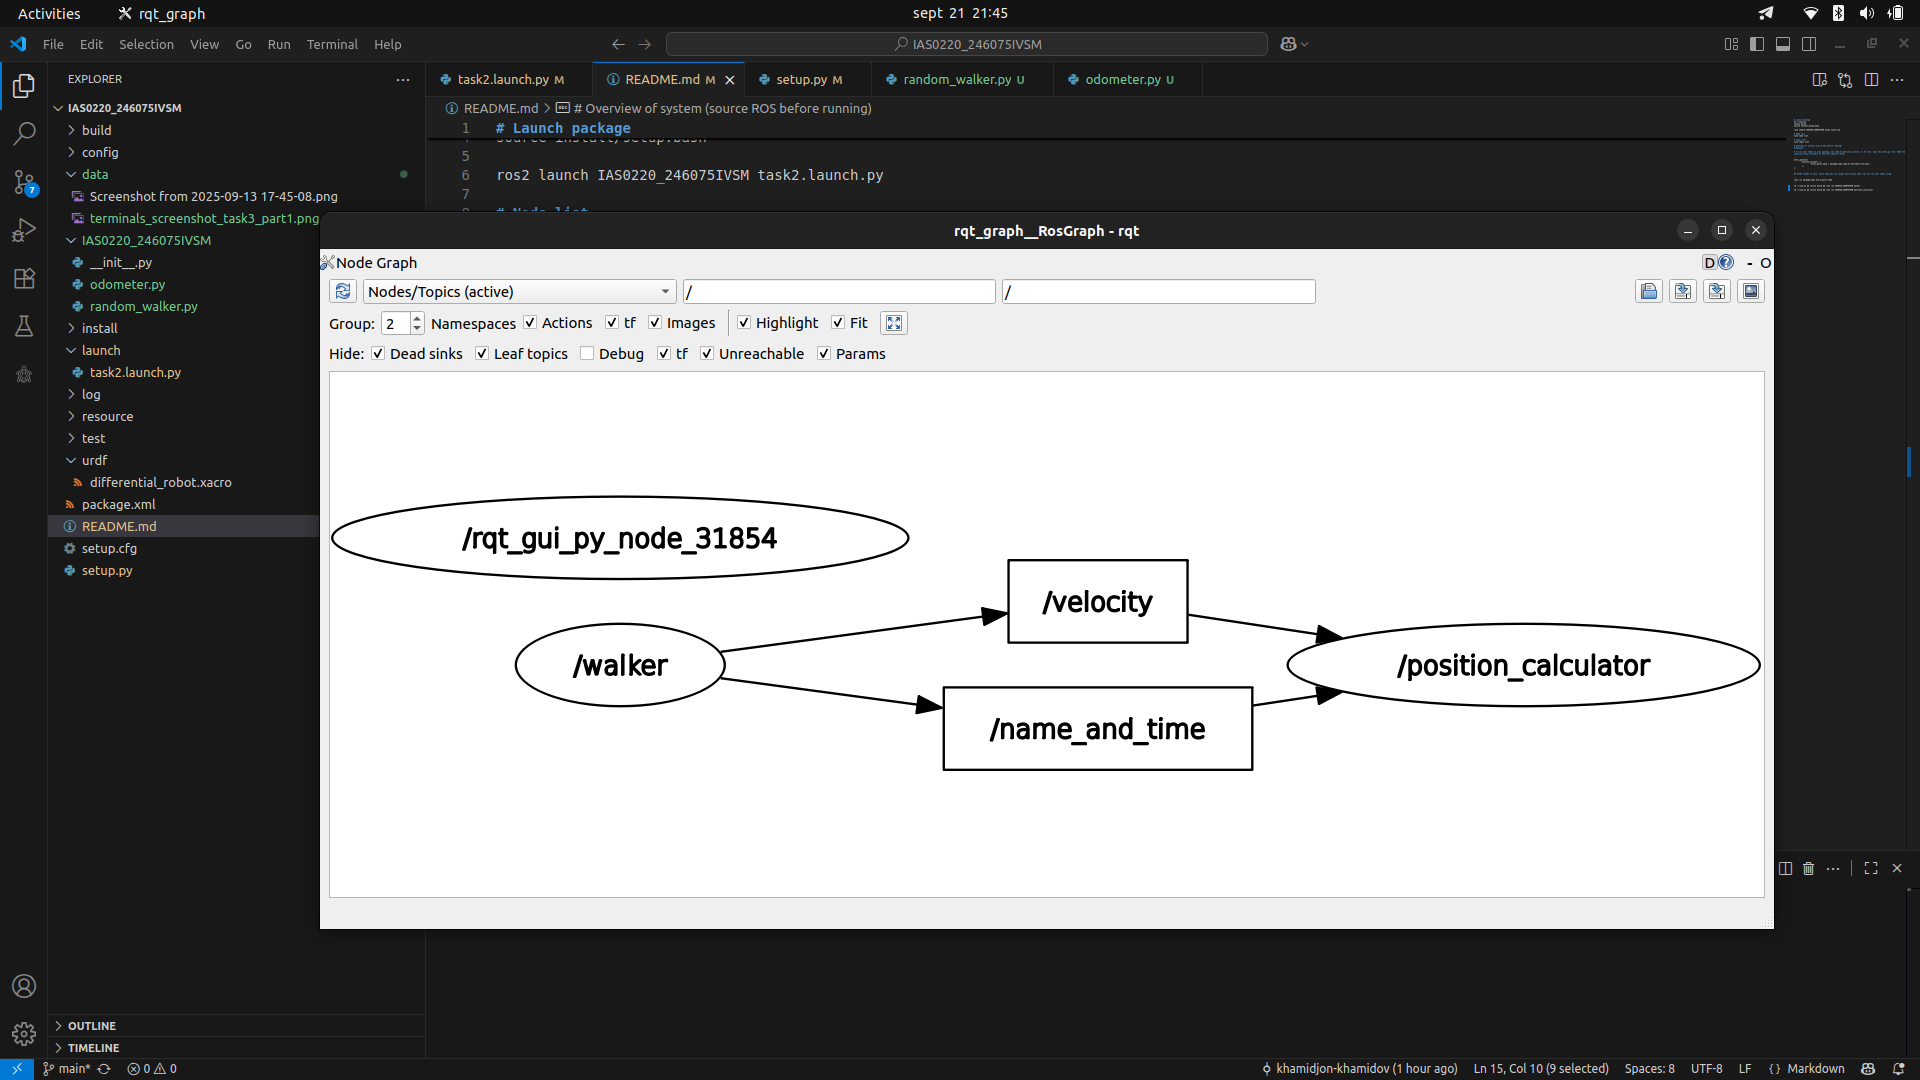 Activities
rqt_graph
sept 21 21:45
File Edit Selection View Go Run Terminal Help
IAS0220_246075IVSM
EXPLORER
IAS0220_246075IVSM
build
config
data
Screenshot from 2025-09-13 17-45-08.png
terminals_screenshot_task3_part1.png
IAS0220_246075IVSM
__init__.py
odometer.py
random_walker.py
install
launch
task2.launch.py
log
resource
test
urdf
differential_robot.xacro
package.xml
README.md
setup.cfg
setup.py
OUTLINE
TIMELINE
7
task2.launch.py M
README.md M
setup.py M
random_walker.py U
odometer.py U
README.md > # Overview of system (source ROS before running)
1 # Launch package
source install/setup.bash
5
6 ros2 launch IAS0220_246075IVSM task2.launch.py
7
# Node list
rqt_graph__RosGraph - rqt
Node Graph
D - O
Nodes/Topics (active)
/
/
Group: 2 Namespaces Actions tf Images Highlight Fit
Hide: Dead sinks Leaf topics Debug tf Unreachable Params
/rqt_gui_py_node_31854
/velocity
/walker
/position_calculator
/name_and_time
main* 0 0
khamidjon-khamidov (1 hour ago)
Ln 15, Col 10 (9 selected)
Spaces: 8
UTF-8
LF
{ } Markdown